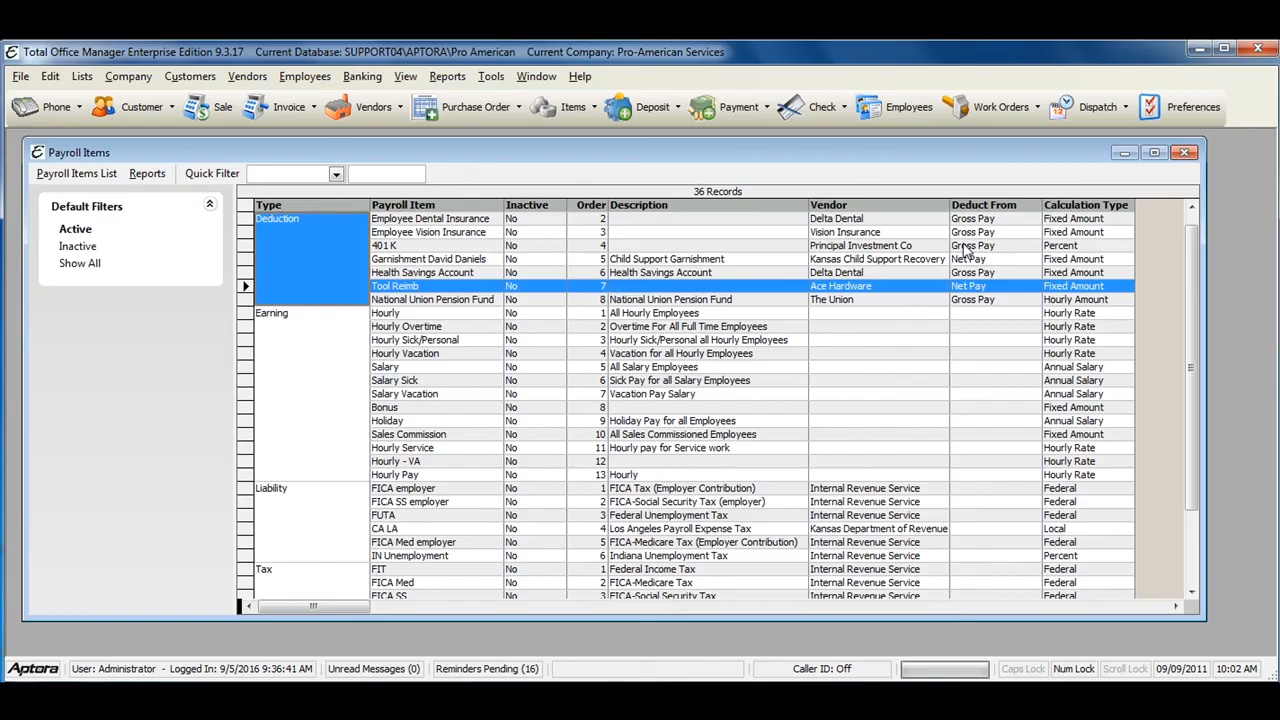 Total Office Manager Enterprise Edition 9.3.17 Current Database: SUPPORT04\APTORA\Pro American Current Company: Pro-American Services
File Edit Lists Company Customers Vendors Employees Banking View Reports Tools Window Help
Phone Customer Sale Invoice Vendors Purchase Order Items Deposit Payment Check Employees Work Orders Dispatch Preferences
Payroll Items
Payroll Items List Reports Quick Filter
Default Filters
Active
Inactive
Show All
36 Records
Type Payroll Item Inactive Order Description Vendor Deduct From Calculation Type
Deduction Employee Dental Insurance No 2 Delta Dental Gross Pay Fixed Amount
Employee Vision Insurance No 3 Vision Insurance Gross Pay Fixed Amount
401 K No 4 Principal Investment Co Gross Pay Percent
Garnishment David Daniels No 5 Child Support Garnishment Kansas Child Support Recovery Net Pay Fixed Amount
Health Savings Account No 6 Health Savings Account Delta Dental Gross Pay Fixed Amount
Tool Reimb No 7 Ace Hardware Net Pay Fixed Amount
National Union Pension Fund No 8 National Union Pension Fund The Union Gross Pay Hourly Amount
Earning Hourly No 1 All Hourly Employees Hourly Rate
Hourly Overtime No 2 Overtime For All Full Time Employees Hourly Rate
Hourly Sick/Personal No 3 Hourly Sick/Personal all Hourly Employees Hourly Rate
Hourly Vacation No 4 Vacation for all Hourly Employees Hourly Rate
Salary No 5 All Salary Employees Annual Salary
Salary Sick No 6 Sick Pay for all Salary Employees Annual Salary
Salary Vacation No 7 Vacation Pay Salary Annual Salary
Bonus No 8 Fixed Amount
Holiday No 9 Holiday Pay for all Employees Annual Salary
Sales Commission No 10 All Sales Commissioned Employees Fixed Amount
Hourly Service No 11 Hourly pay for Service work Hourly Rate
Hourly - VA No 12 Hourly Rate
Hourly Pay No 13 Hourly Hourly Rate
Liability FICA employer No 1 FICA Tax (Employer Contribution) Internal Revenue Service Federal
FICA SS employer No 2 FICA-Social Security Tax (employer) Internal Revenue Service Federal
FUTA No 3 Federal Unemployment Tax Internal Revenue Service Federal
CA LA No 4 Los Angeles Payroll Expense Tax Kansas Department of Revenue Local
FICA Med employer No 5 FICA-Medicare Tax (Employer Contribution) Internal Revenue Service Federal
IN Unemployment No 6 Indiana Unemployment Tax Internal Revenue Service Percent
Tax FIT No 1 Federal Income Tax Internal Revenue Service Federal
FICA Med No 2 FICA-Medicare Tax Internal Revenue Service Federal
FICA SS No 3 FICA-Social Security Tax Internal Revenue Service Federal
Aptora User: Administrator - Logged In: 9/5/2016 9:36:41 AM Unread Messages (0) Reminders Pending (16) Caller ID: Off Caps Lock Num Lock Scroll Lock 09/09/2011 10:02 AM